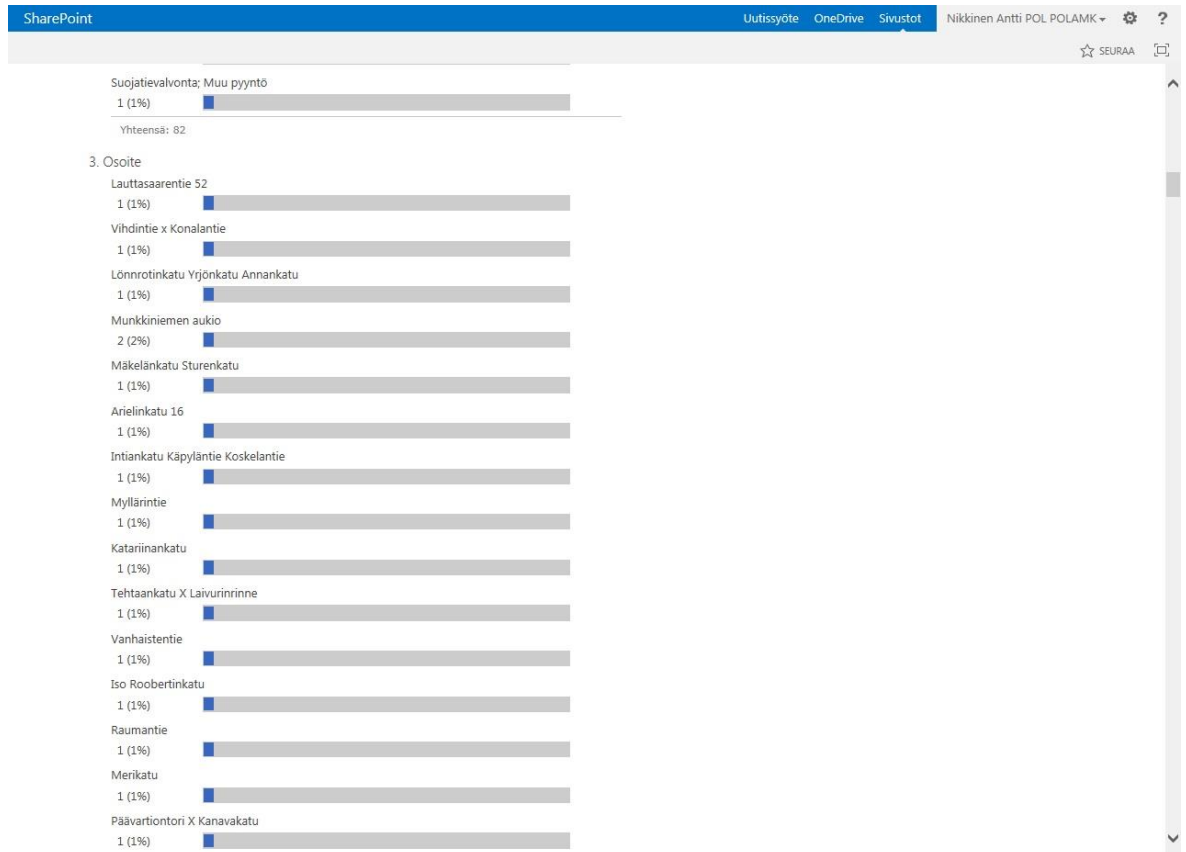 SharePoint Uutissyöte OneDrive Sivustot Nikkinen Antti POL POLAMK ?
SEURAA
Suojatievalvonta; Muu pyyntö
1 (1%)
Yhteensä: 82
3. Osoite
Lauttasaarentie 52
1 (1%)
Vihdintie x Konalantie
1 (1%)
Lönnrotinkatu Yrjönkatu Annankatu
1 (1%)
Munkkiniemen aukio
2 (2%)
Mäkelänkatu Sturenkatu
1 (1%)
Arielinkatu 16
1 (1%)
Intiankatu Käpyläntie Koskelantie
1 (1%)
Myllärintie
1 (1%)
Katariinankatu
1 (1%)
Tehtaankatu X Laivurinrinne
1 (1%)
Vanhaistentie
1 (1%)
Iso Roobertinkatu
1 (1%)
Raumantie
1 (1%)
Merikatu
1 (1%)
Päävartiontori X Kanavakatu
1 (1%)